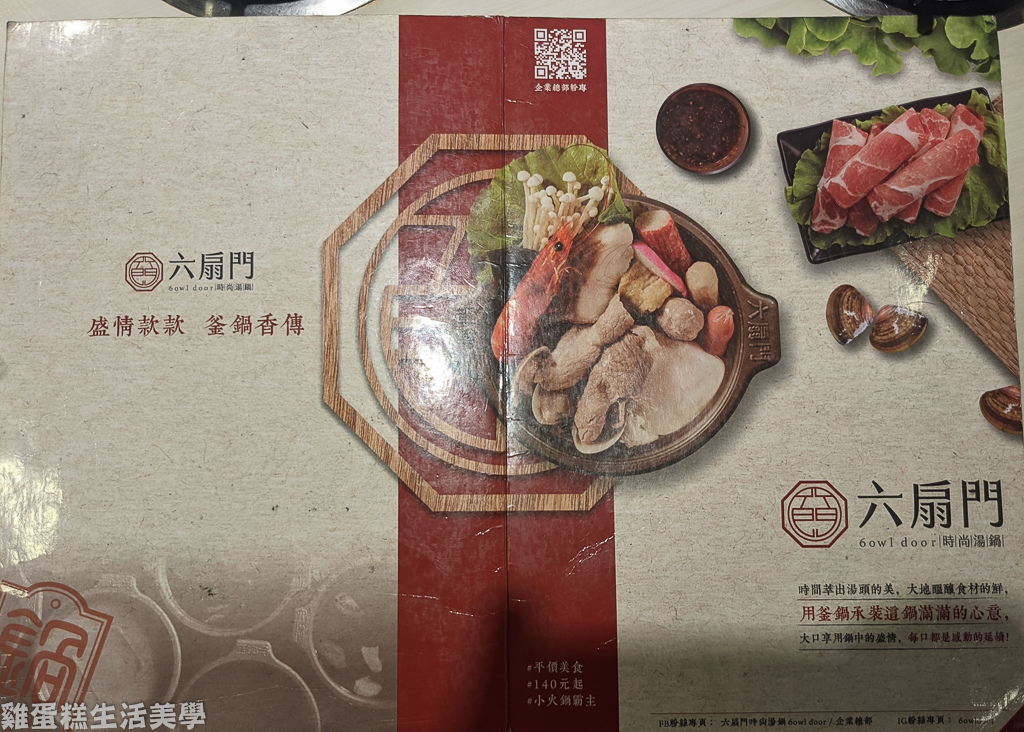 企業總部粉專
六扇門
6owl door|時|尚|湯|鍋|
盛情款款 釜鍋香傳
六扇門
六扇門
6owl door|時|尚|湯|鍋|
時間萃出湯頭的美，大地醞釀食材的鮮，
用釜鍋承裝這鍋滿滿的心意，
大口享用鍋中的盛情，每口都是感動的延續！
#平價美食
#140元起
#小火鍋霸主
鍋
雞蛋糕生活美學
FB粉絲專頁： 六扇門時尚湯鍋 6owl door / 企業總部 IG粉絲專頁：